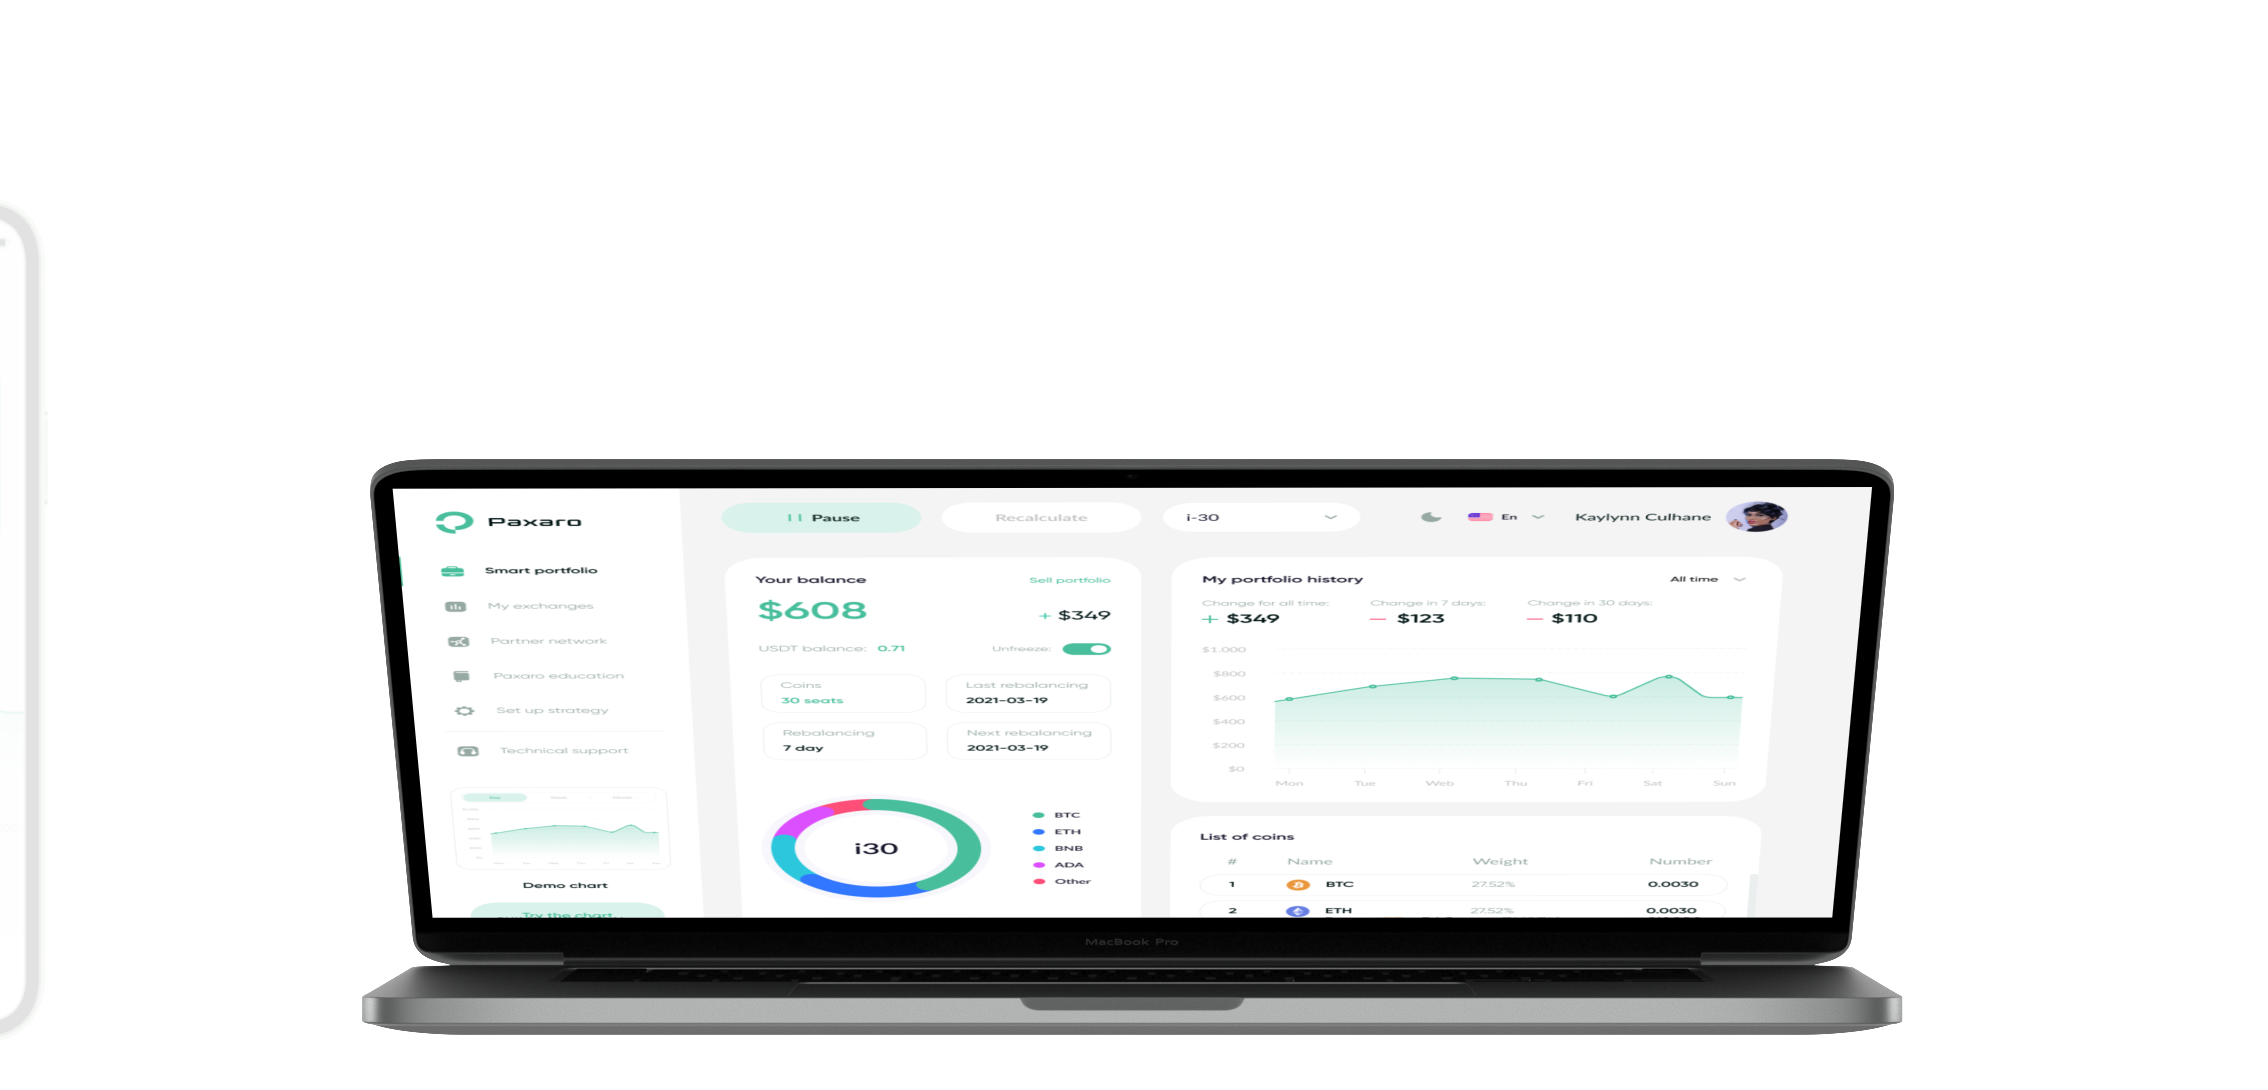 Paxaro
Pause
Recalculate
i-30
En
Kaylynn Culhane
Smart portfolio
My exchanges
Partner network
Paxaro education
Set up strategy
Technical support
Demo chart
Try the chart
Your balance
Sell portfolio
$608
+ $349
USDT balance: 0.71
Unfreeze:
Coins
30 seats
Last rebalancing
2021-03-19
Rebalancing
7 day
Next rebalancing
2021-03-19
i30
BTC
ETH
BNB
ADA
Other
My portfolio history
All time
Change for all time:
+ $349
Change in 7 days:
— $123
Change in 30 days:
— $110
$1.000
$800
$600
$400
$200
$0
Mon Tue Web Thu Fri Sat Sun
List of coins
# Name Weight Number
1 BTC 27.52% 0.0030
2 ETH 27.52% 0.0030
MacBook Pro